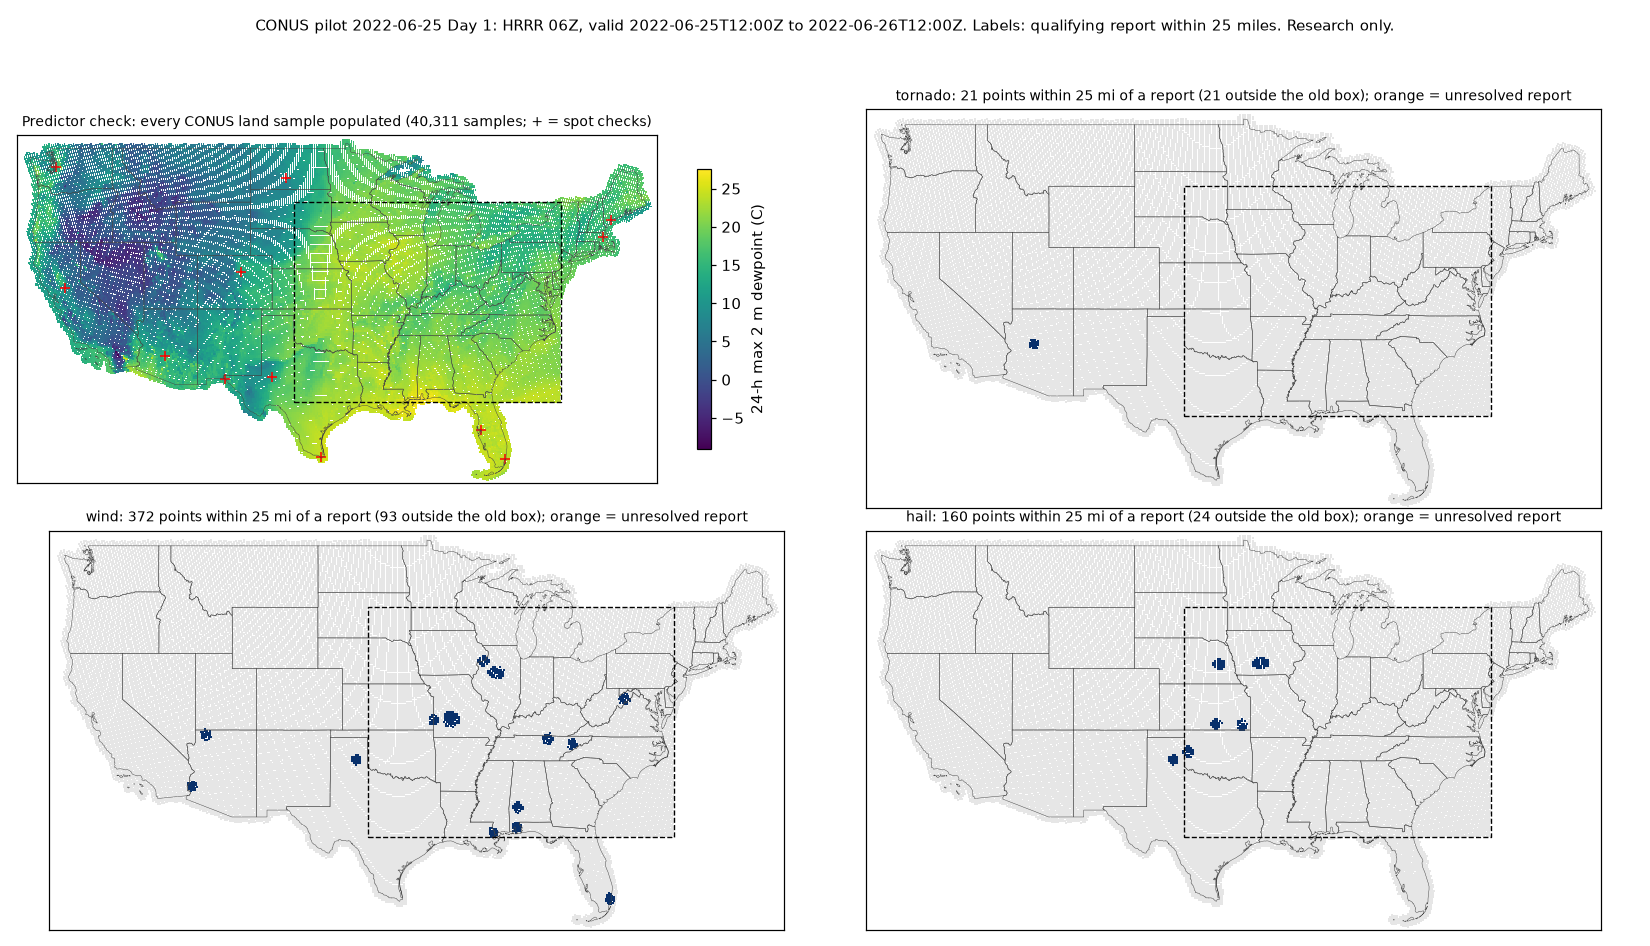 CONUS pilot 2022-06-25 Day 1: HRRR 06Z, valid 2022-06-25T12:00Z to 2022-06-26T12:00Z. Labels: qualifying report within 25 miles. Research only.
Predictor check: every CONUS land sample populated (40,311 samples; + = spot checks)
25
20
15
10
5
0
−5
24-h max 2 m dewpoint (C)
tornado: 21 points within 25 mi of a report (21 outside the old box); orange = unresolved report
wind: 372 points within 25 mi of a report (93 outside the old box); orange = unresolved report
hail: 160 points within 25 mi of a report (24 outside the old box); orange = unresolved report